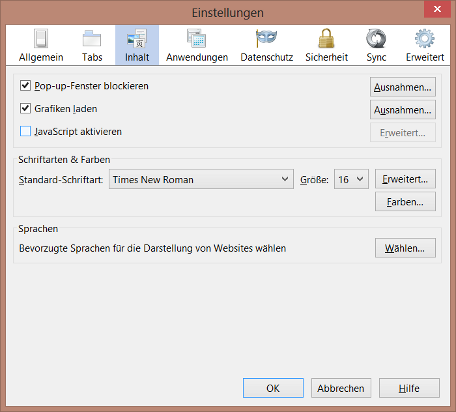 Einstellungen
Allgemein Tabs Inhalt Anwendungen Datenschutz Sicherheit Sync Erweitert
Pop-up-Fenster blockieren Ausnahmen...
Grafiken laden Ausnahmen...
JavaScript aktivieren Erweitert...
Schriftarten & Farben
Standard-Schriftart: Times New Roman Größe: 16 Erweitert...
Farben...
Sprachen
Bevorzugte Sprachen für die Darstellung von Websites wählen Wählen...
OK Abbrechen Hilfe